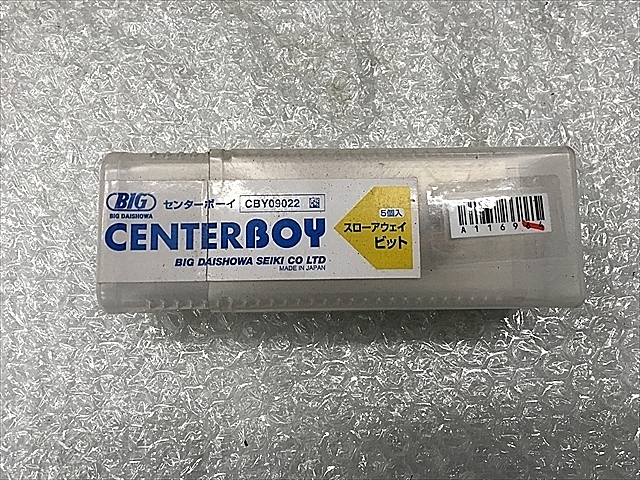 BIG
BIG DAISHOWA
センターボーイ CBY09022
CENTERBOY
BIG DAISHOWA SEIKI CO LTD
MADE IN JAPAN
5個入
スローアウェイ
ビット
A1169